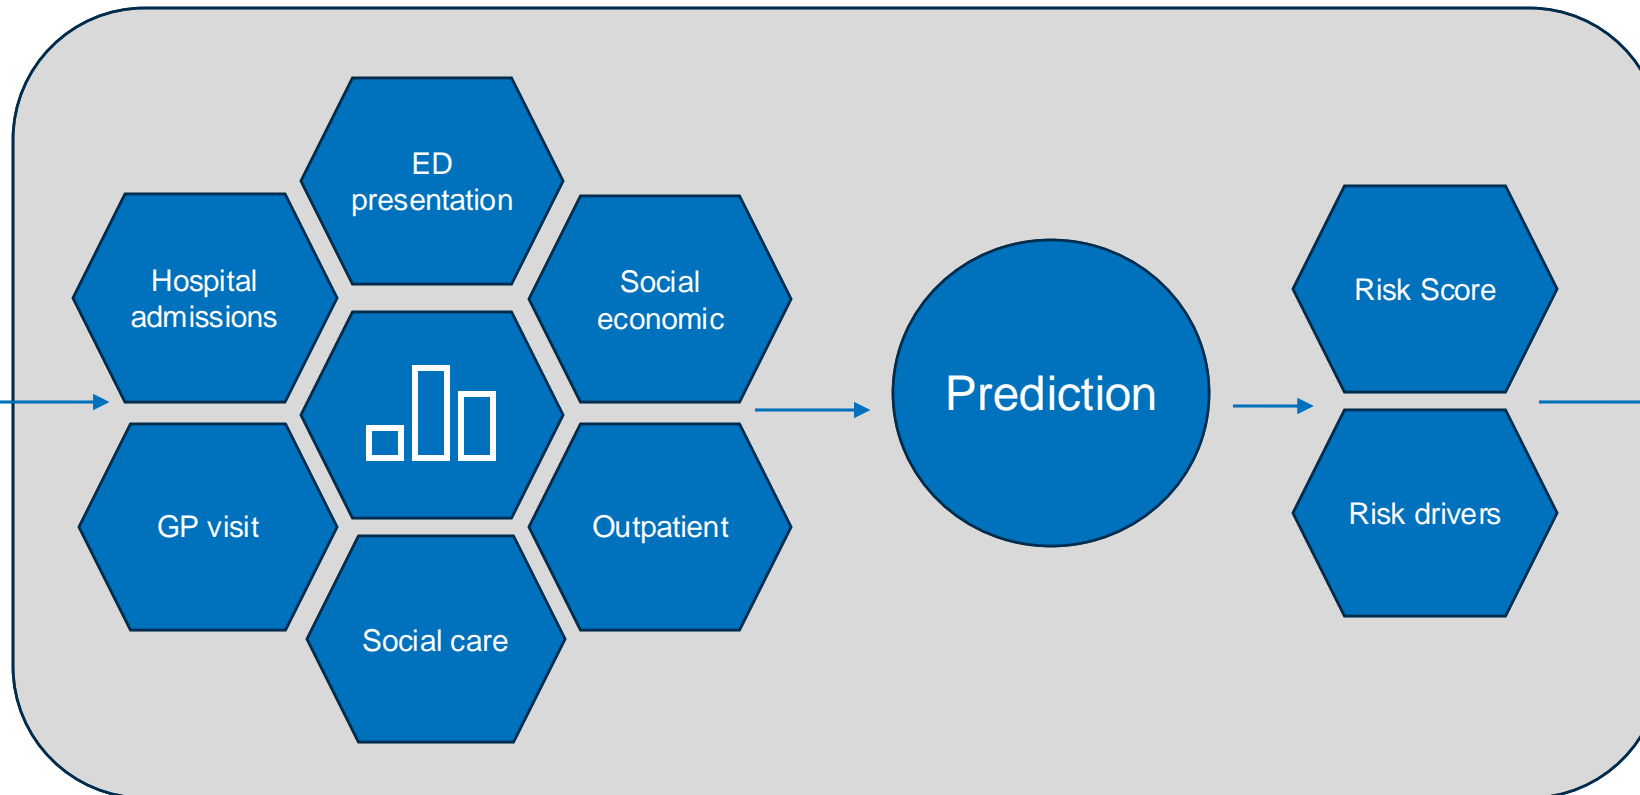 ED
presentation
Hospital
admissions
Social
economic
GP visit
Outpatient
Social care
Prediction
Risk Score
Risk drivers